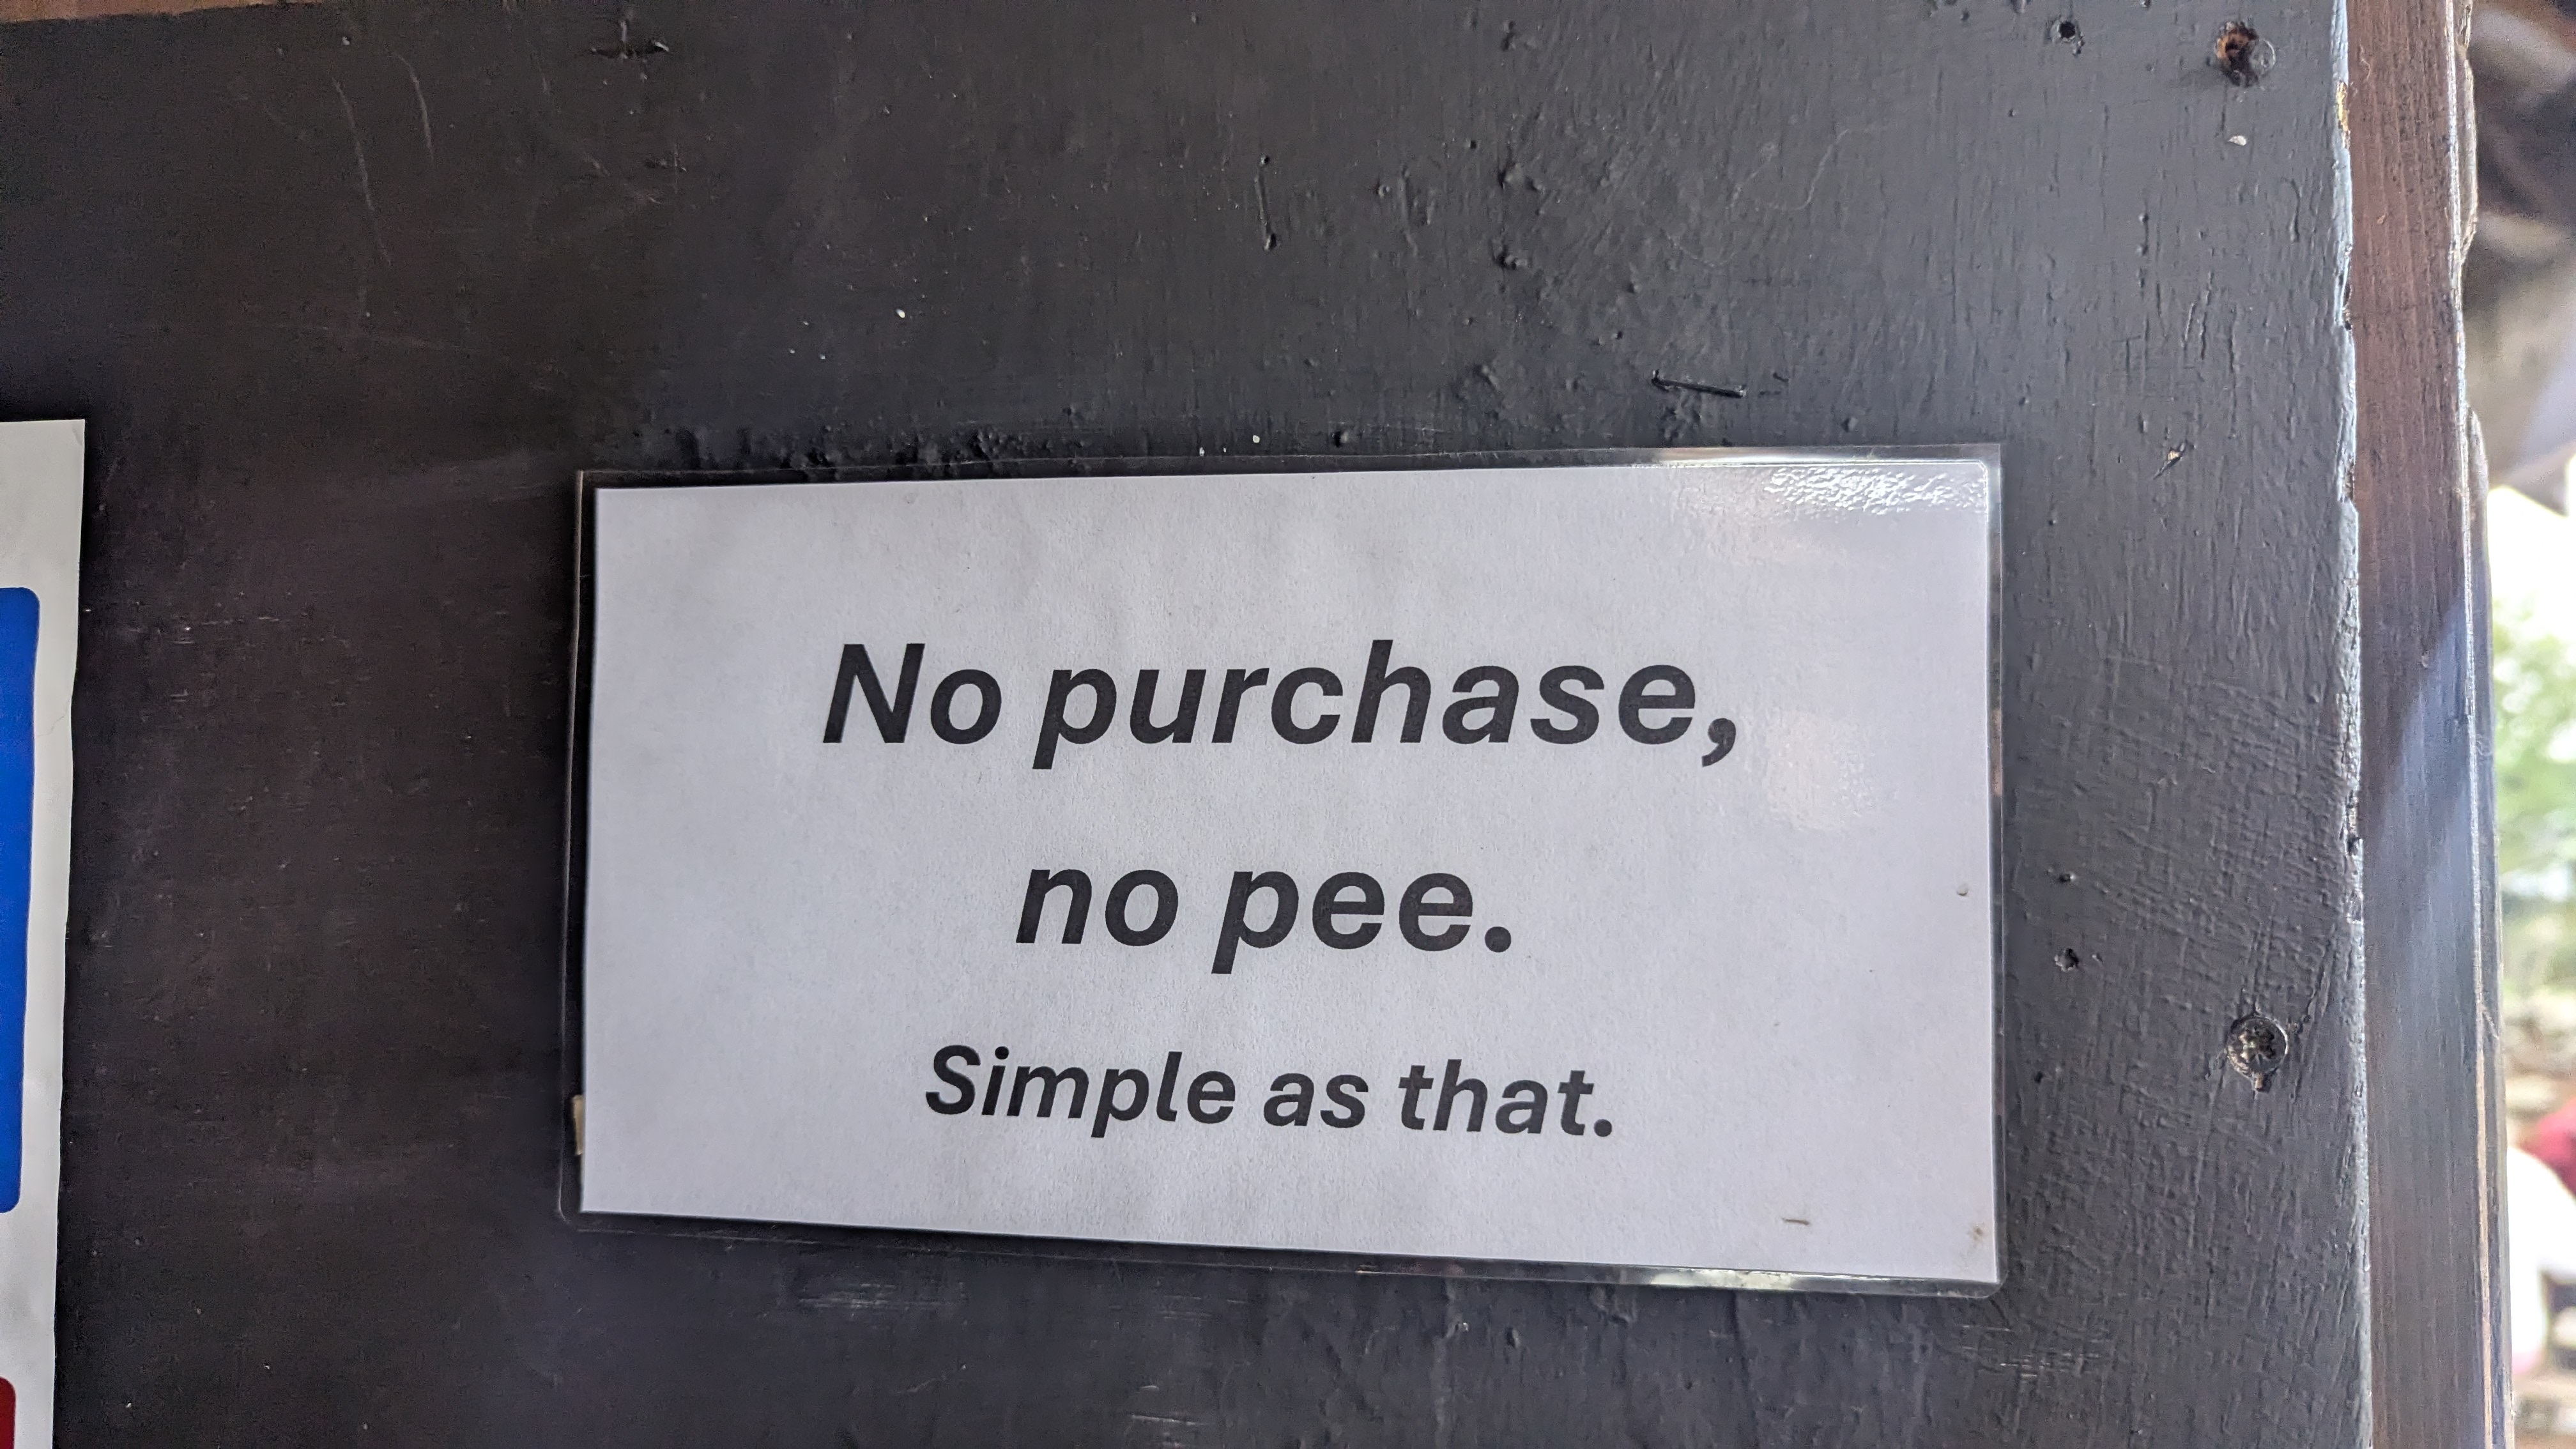 No purchase,
no pee.
Simple as that.